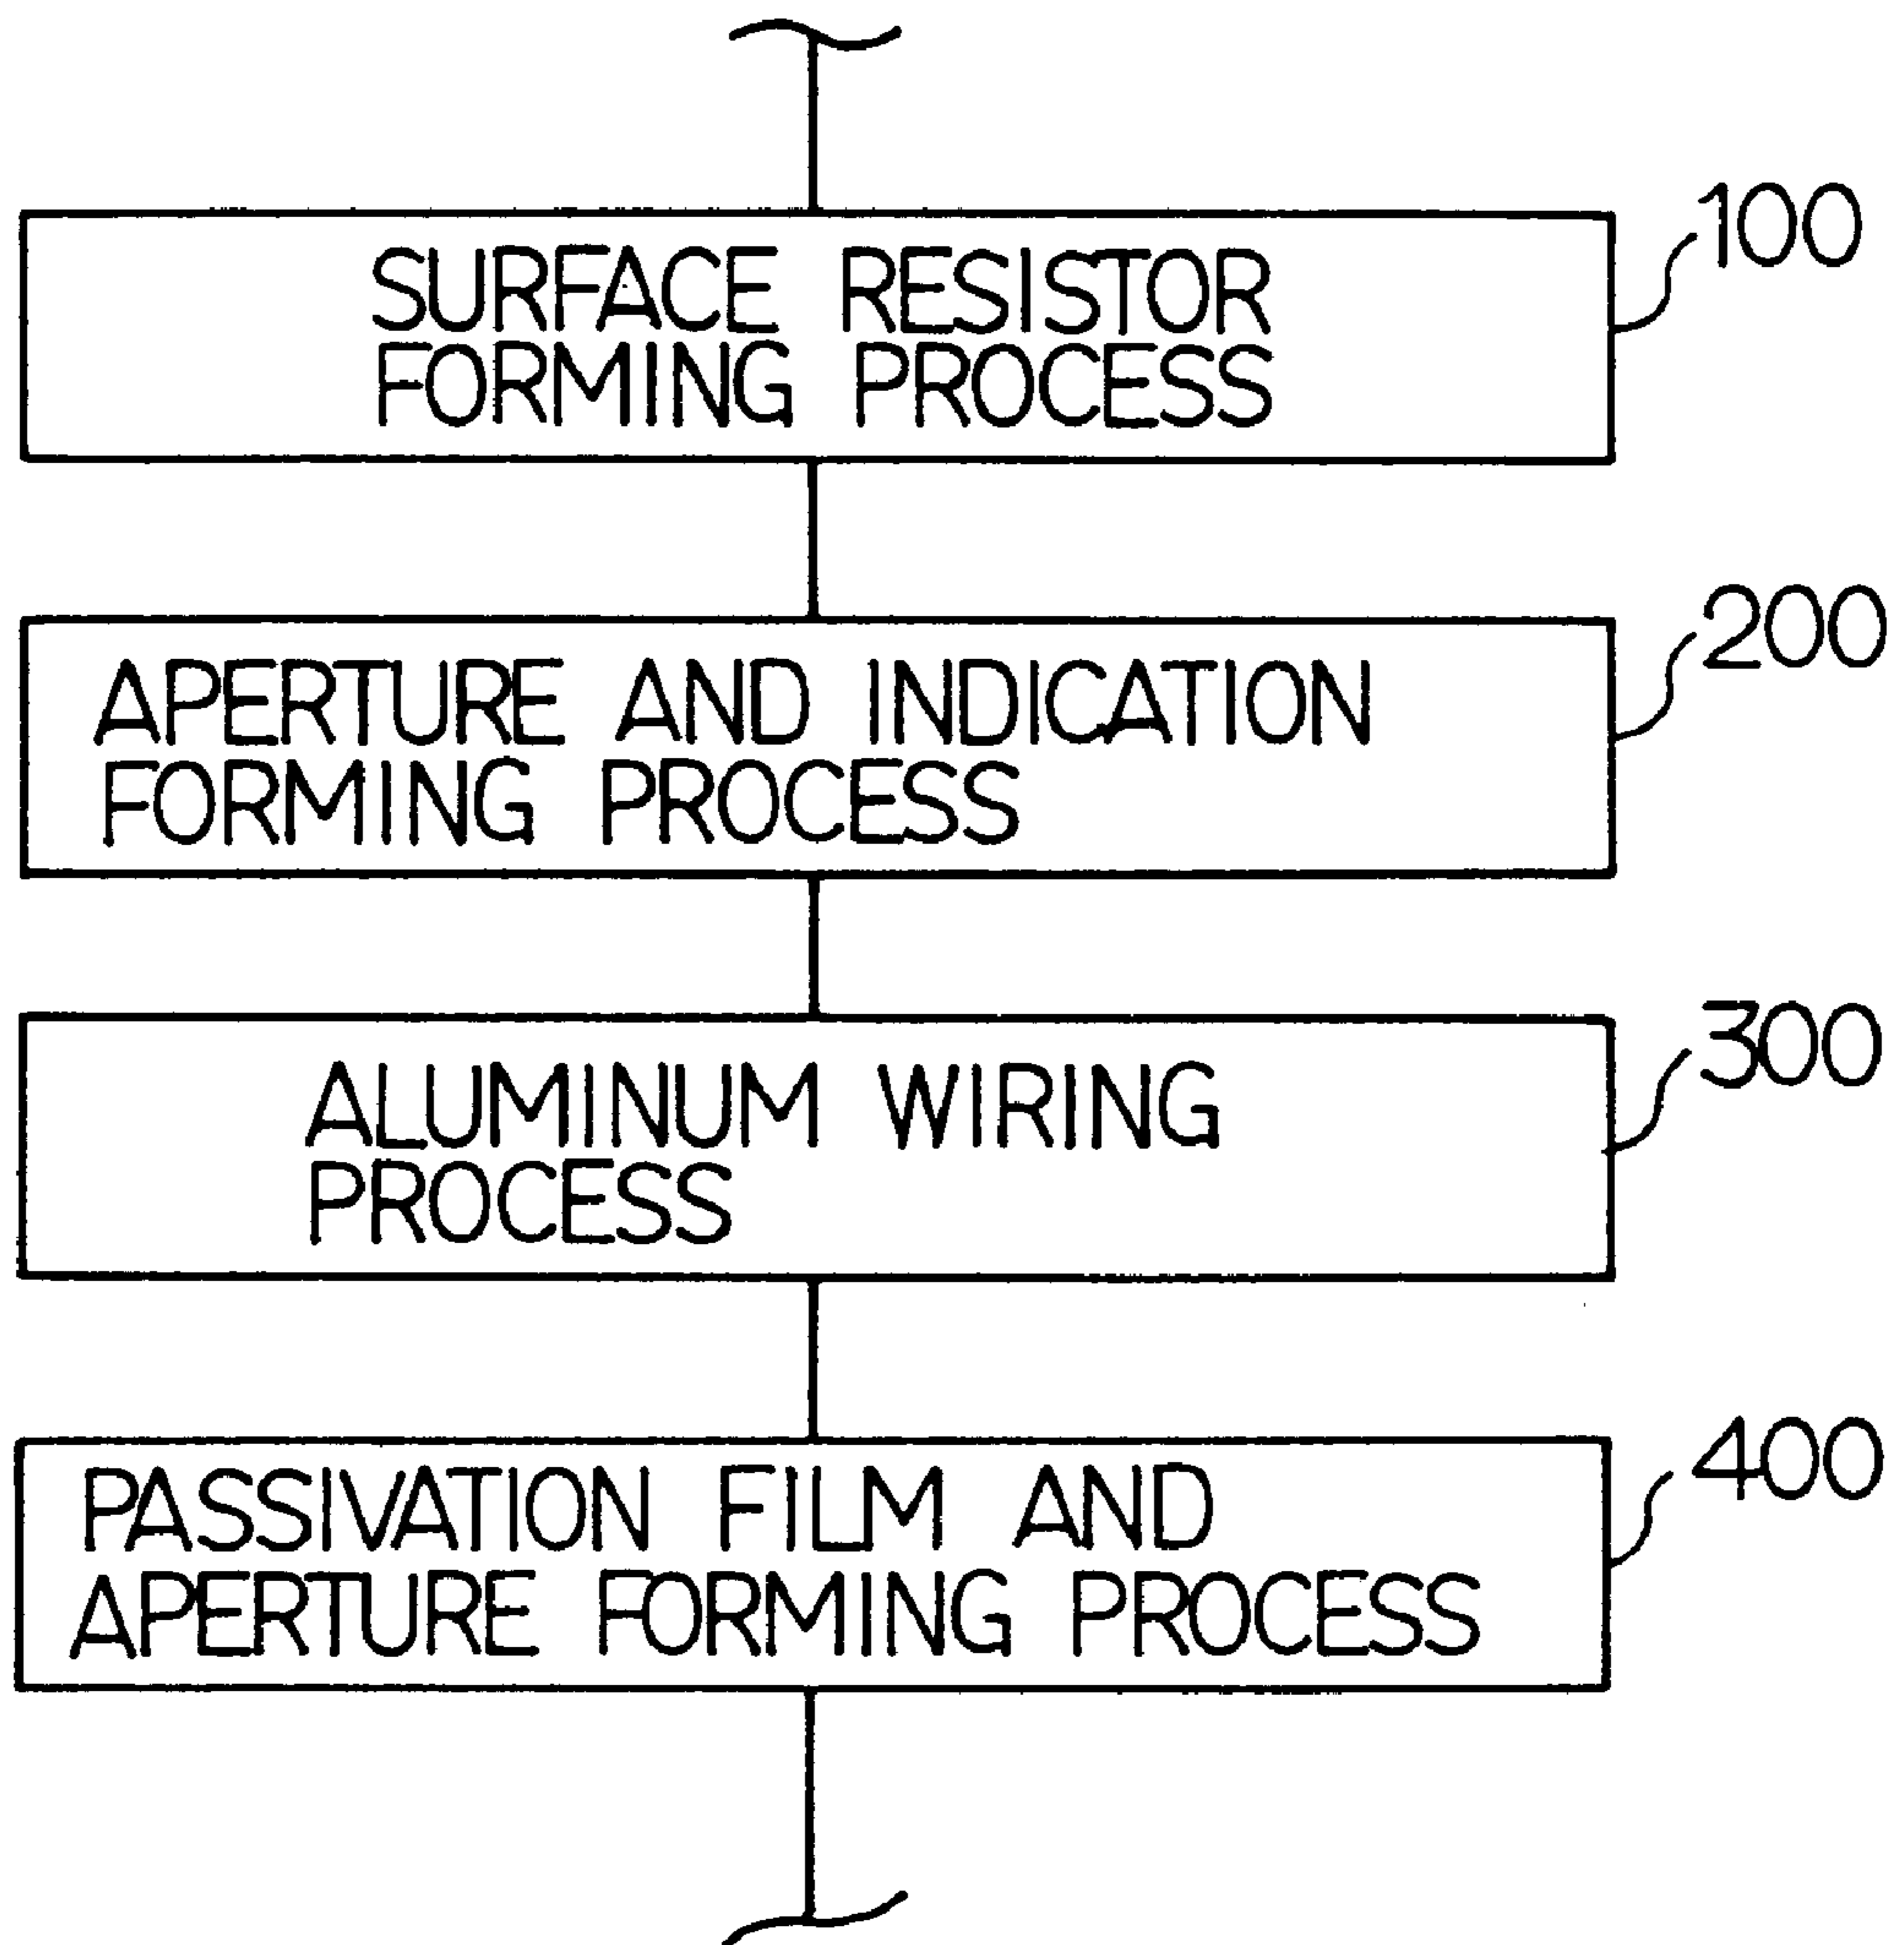 100
SURFACE RESISTOR
FORMING PROCESS
200
APERTURE AND INDICATION
FORMING PROCESS
300
ALUMINUM WIRING
PROCESS
400
PASSIVATION FILM AND
APERTURE FORMING PROCESS